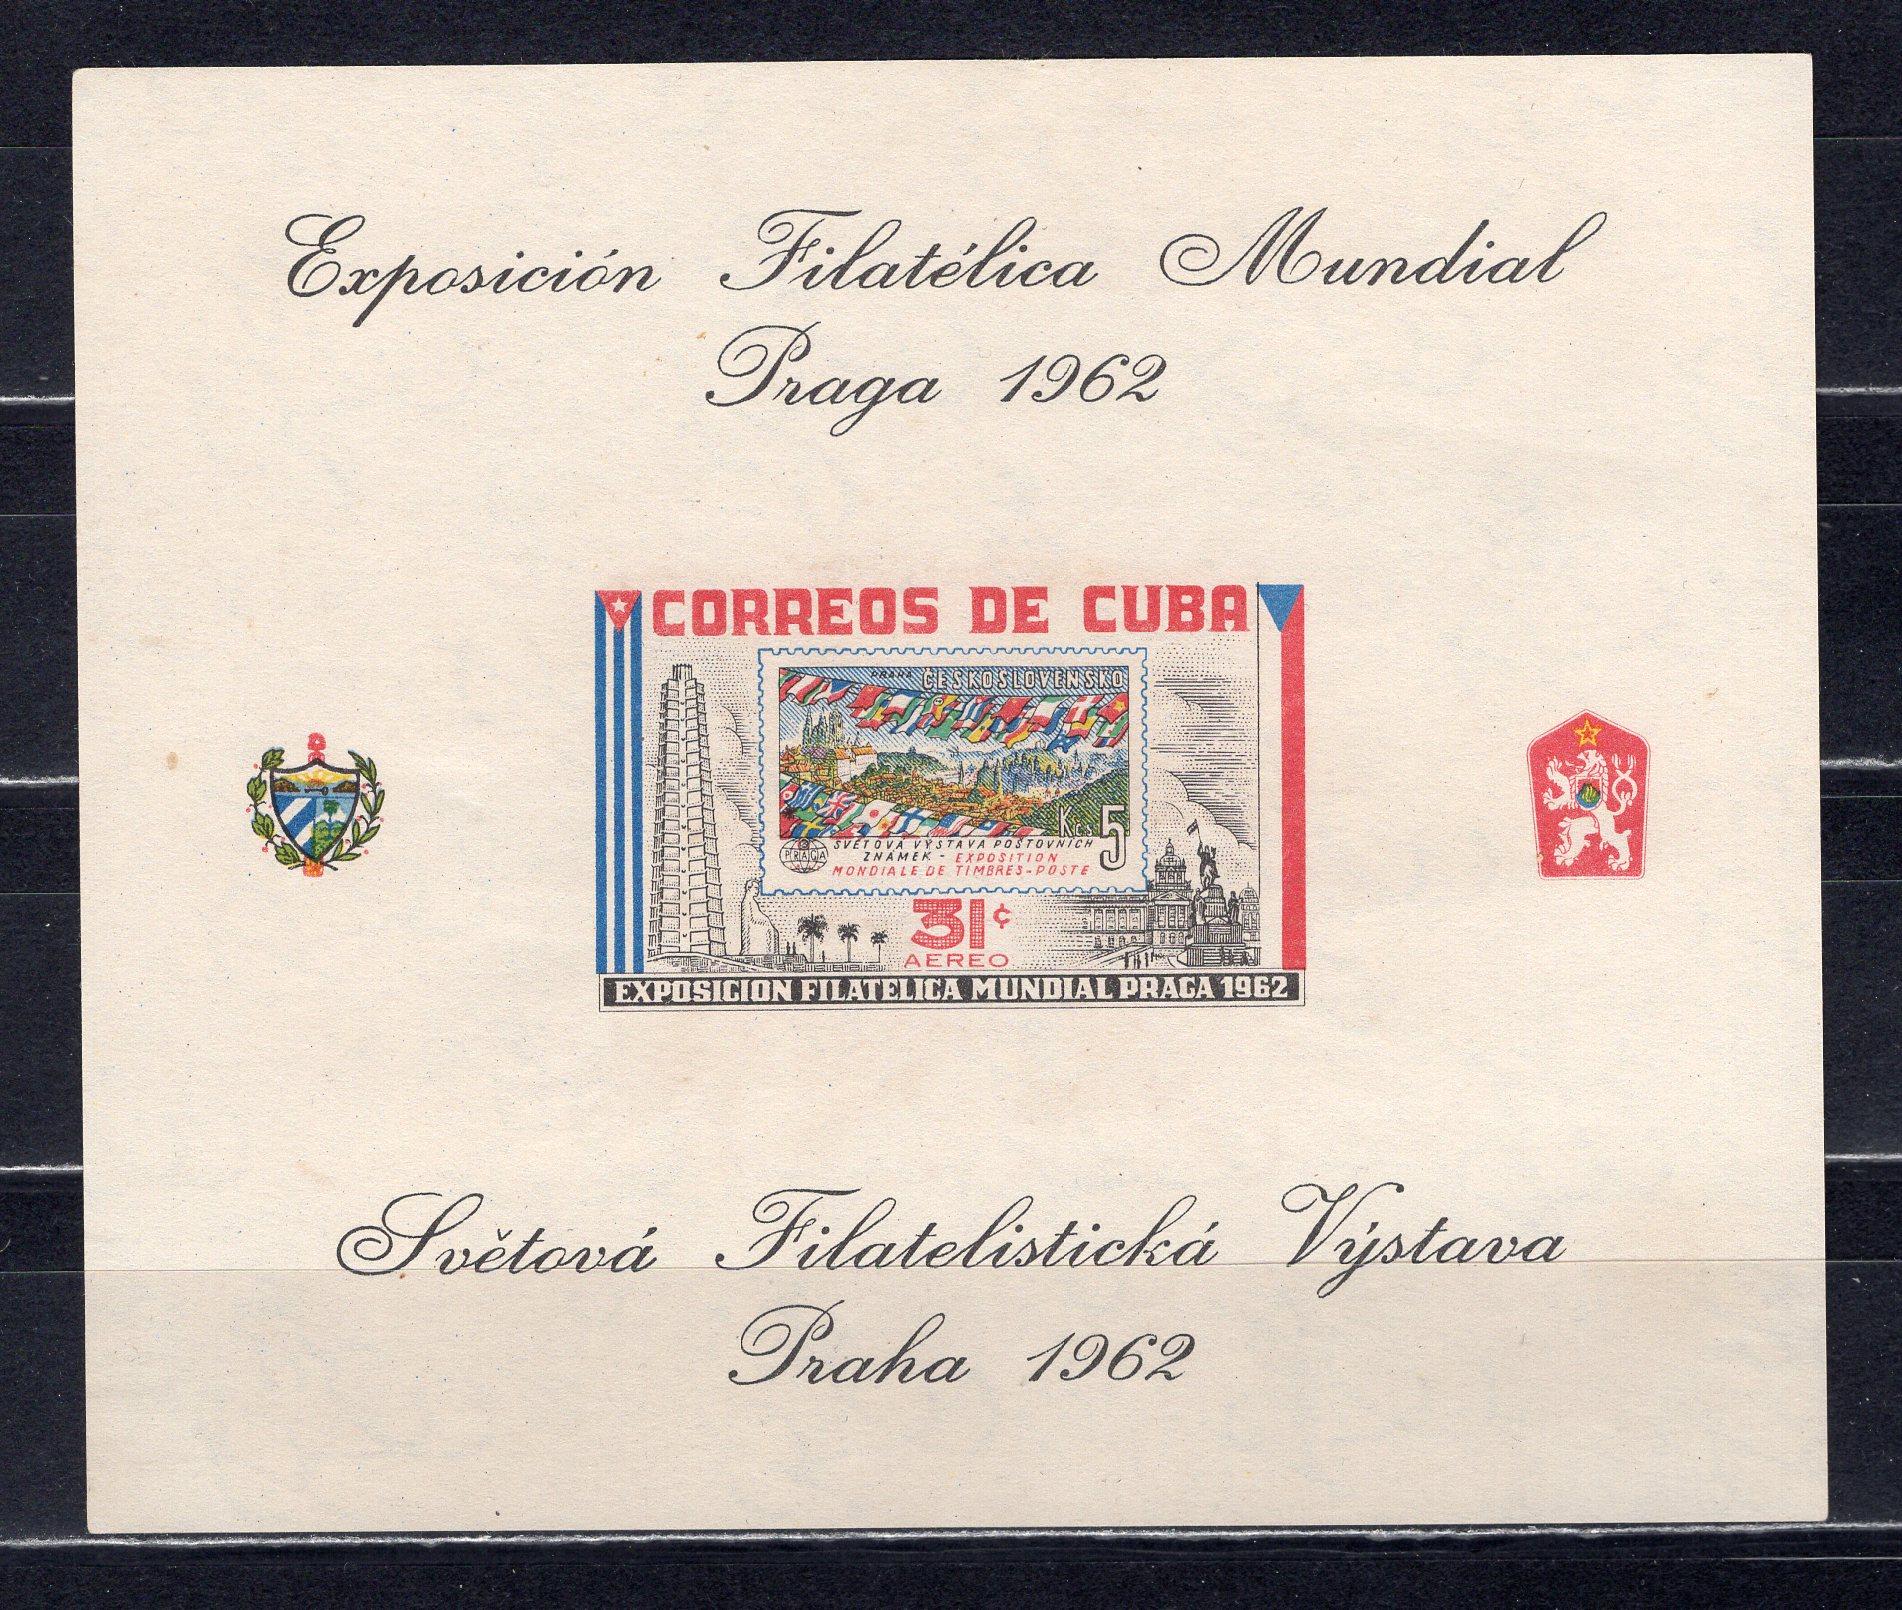 Exposición Filatélica Mundial
Praga 1962
CORREOS DE CUBA
PRAHA ČESKOSLOVENSKO
Kčs 5
PRAGA
SVĚTOVÁ VÝSTAVA POŠTOVNÍCH
ZNÁMEK - EXPOSITION
MONDIALE DE TIMBRES-POSTE
31¢
AEREO
EXPOSICION FILATELICA MUNDIAL PRAGA 1962
Světová Filatelistická Výstava
Praha 1962